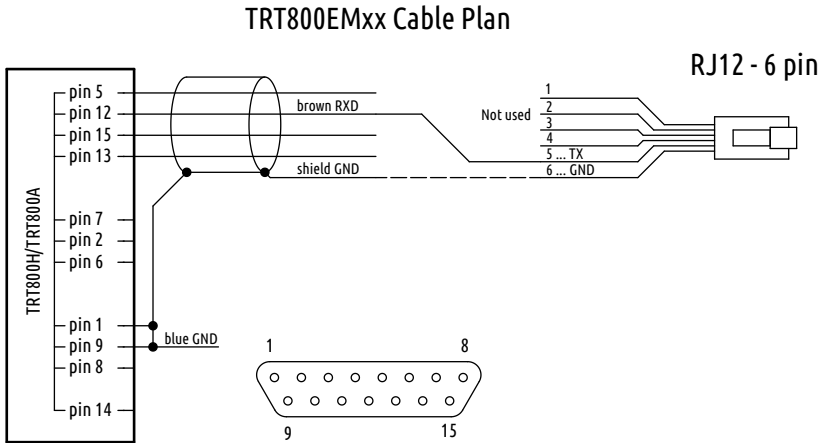 TRT800EMxx Cable Plan
RJ12 - 6 pin
TRT800H/TRT800A
pin 5
pin 12
pin 15
pin 13
pin 7
pin 2
pin 6
pin 1
pin 9
pin 8
pin 14
brown RXD
shield GND
blue GND
Not used
1
2
3
4
5 ... TX
6 ... GND
1
8
9
15